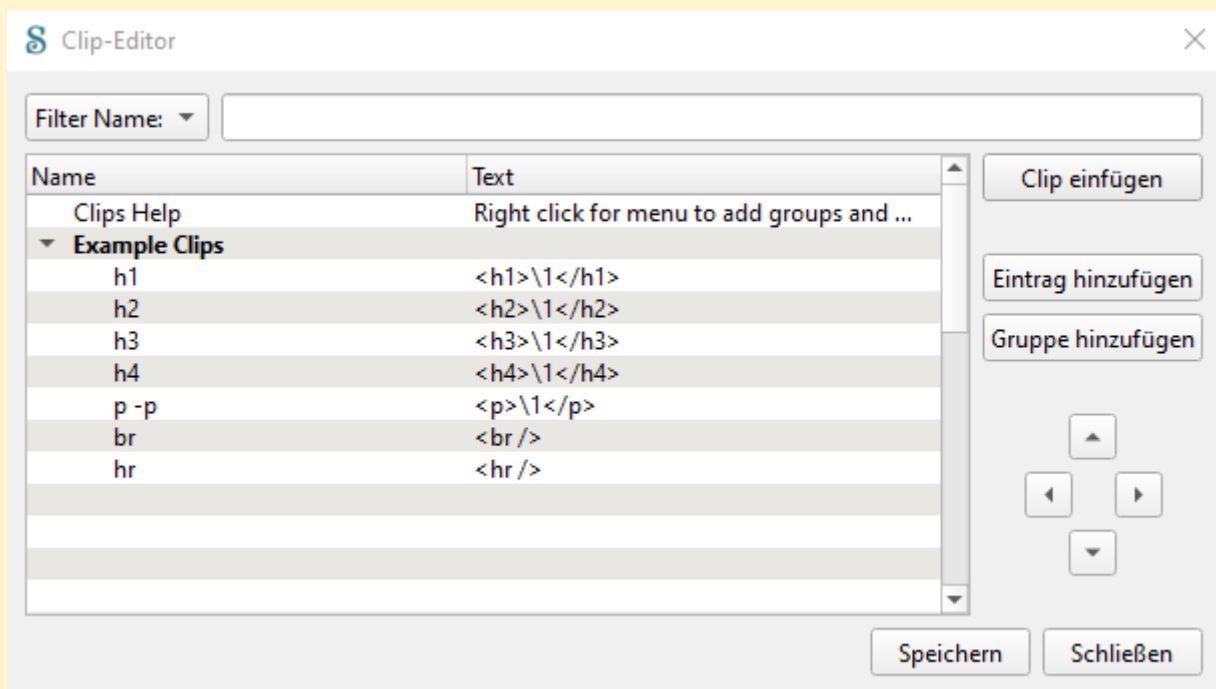 Clip-Editor
Filter Name:
Name Text
Clip einfügen
Clips Help Right click for menu to add groups and ...
Example Clips
h1 <h1>\1</h1>
Eintrag hinzufügen
h2 <h2>\1</h2>
h3 <h3>\1</h3>
Gruppe hinzufügen
h4 <h4>\1</h4>
p -p <p>\1</p>
br <br />
hr <hr />
Speichern Schließen